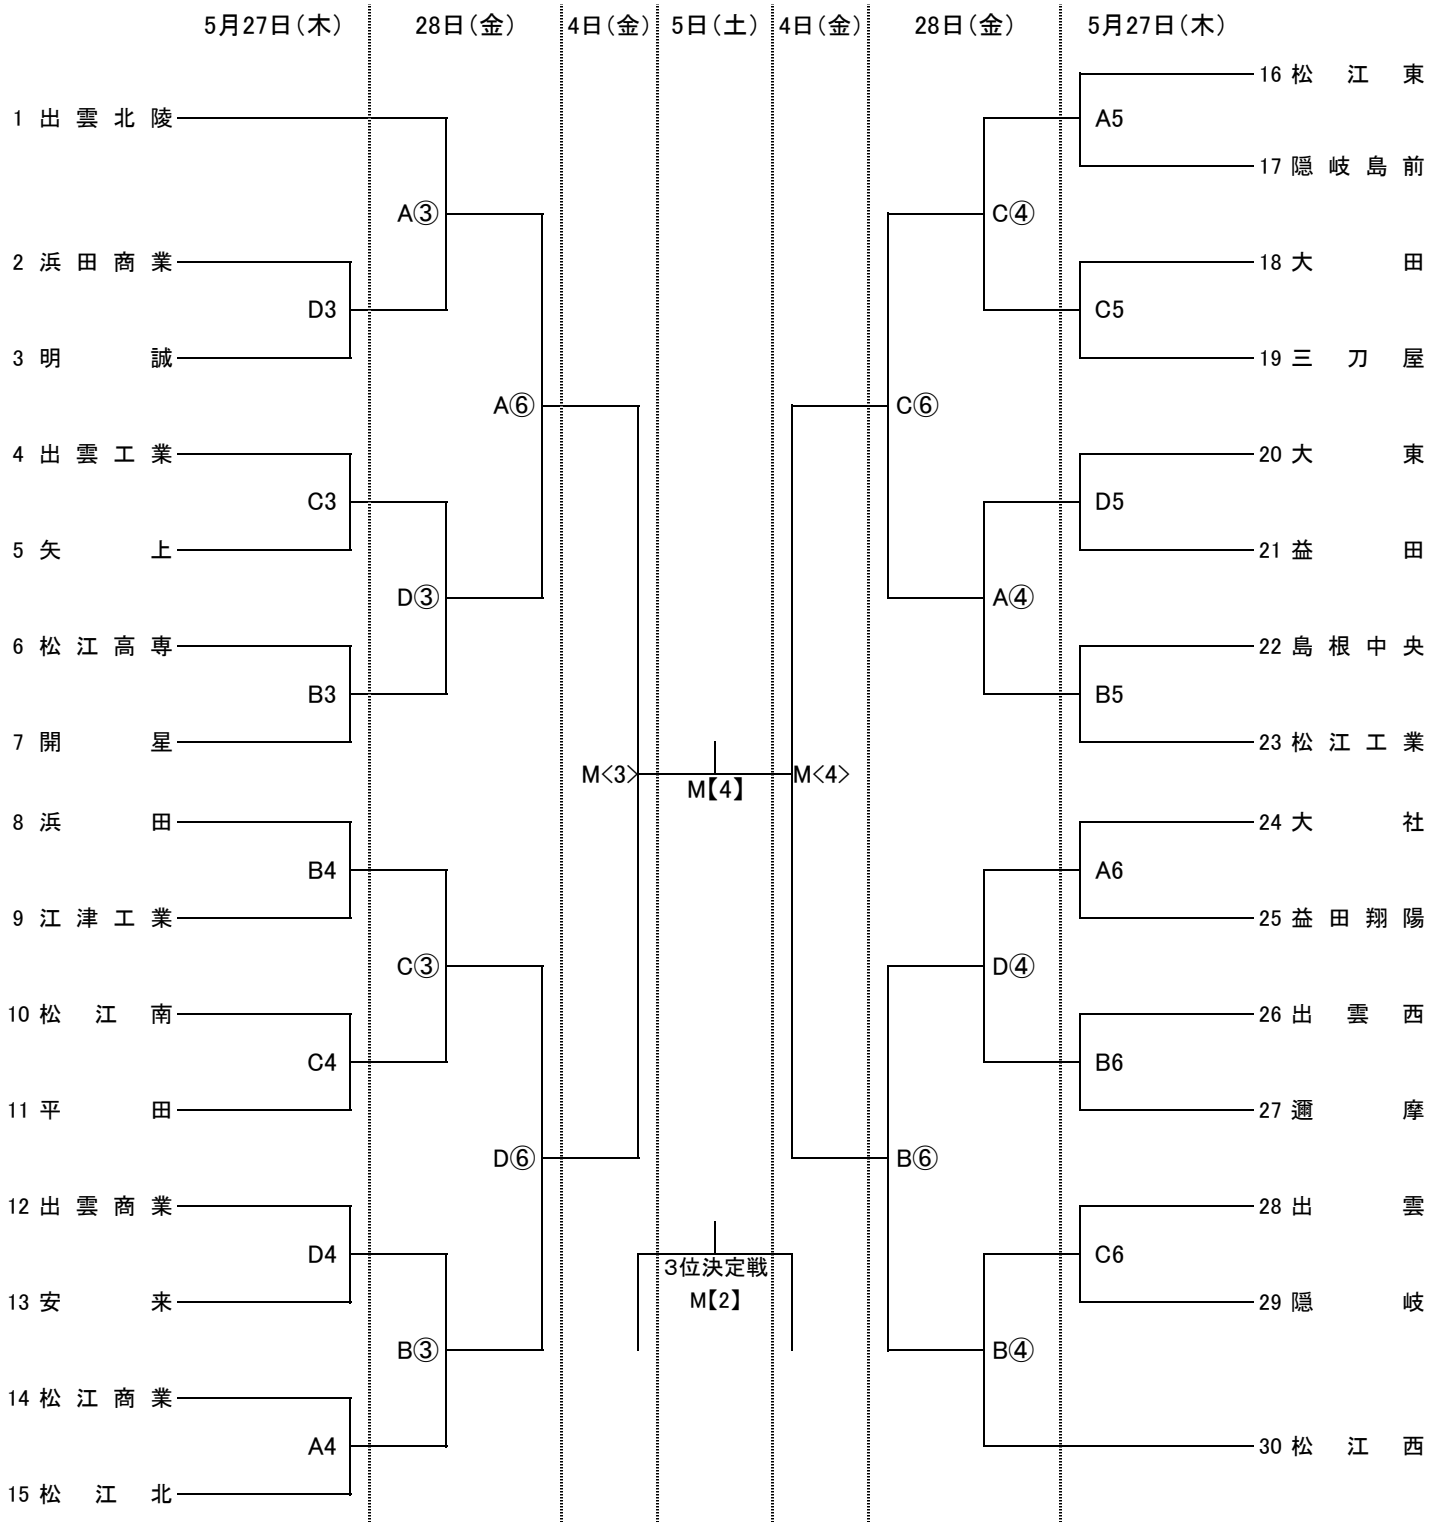 5月27日(木) 28日(金) 4日(金) 5日(土) 4日(金) 28日(金) 5月27日(木)
16 松江東
1 出雲北陵
A5
17 隠岐島前
A③
C④
2 浜田商業
18 大田
D3
C5
3 明誠
19 三刀屋
A⑥
C⑥
4 出雲工業
20 大東
C3
D5
5 矢上
21 益田
D③
A④
6 松江高専
22 島根中央
B3
B5
7 開星
23 松江工業
M<3>
M【4】
M<4>
8 浜田
24 大社
B4
A6
9 江津工業
25 益田翔陽
C③
D④
10 松江南
26 出雲西
C4
B6
11 平田
27 邇摩
D⑥
B⑥
12 出雲商業
28 出雲
D4
3位決定戦
M【2】
C6
13 安来
29 隠岐
B③
B④
14 松江商業
A4
30 松江西
15 松江北